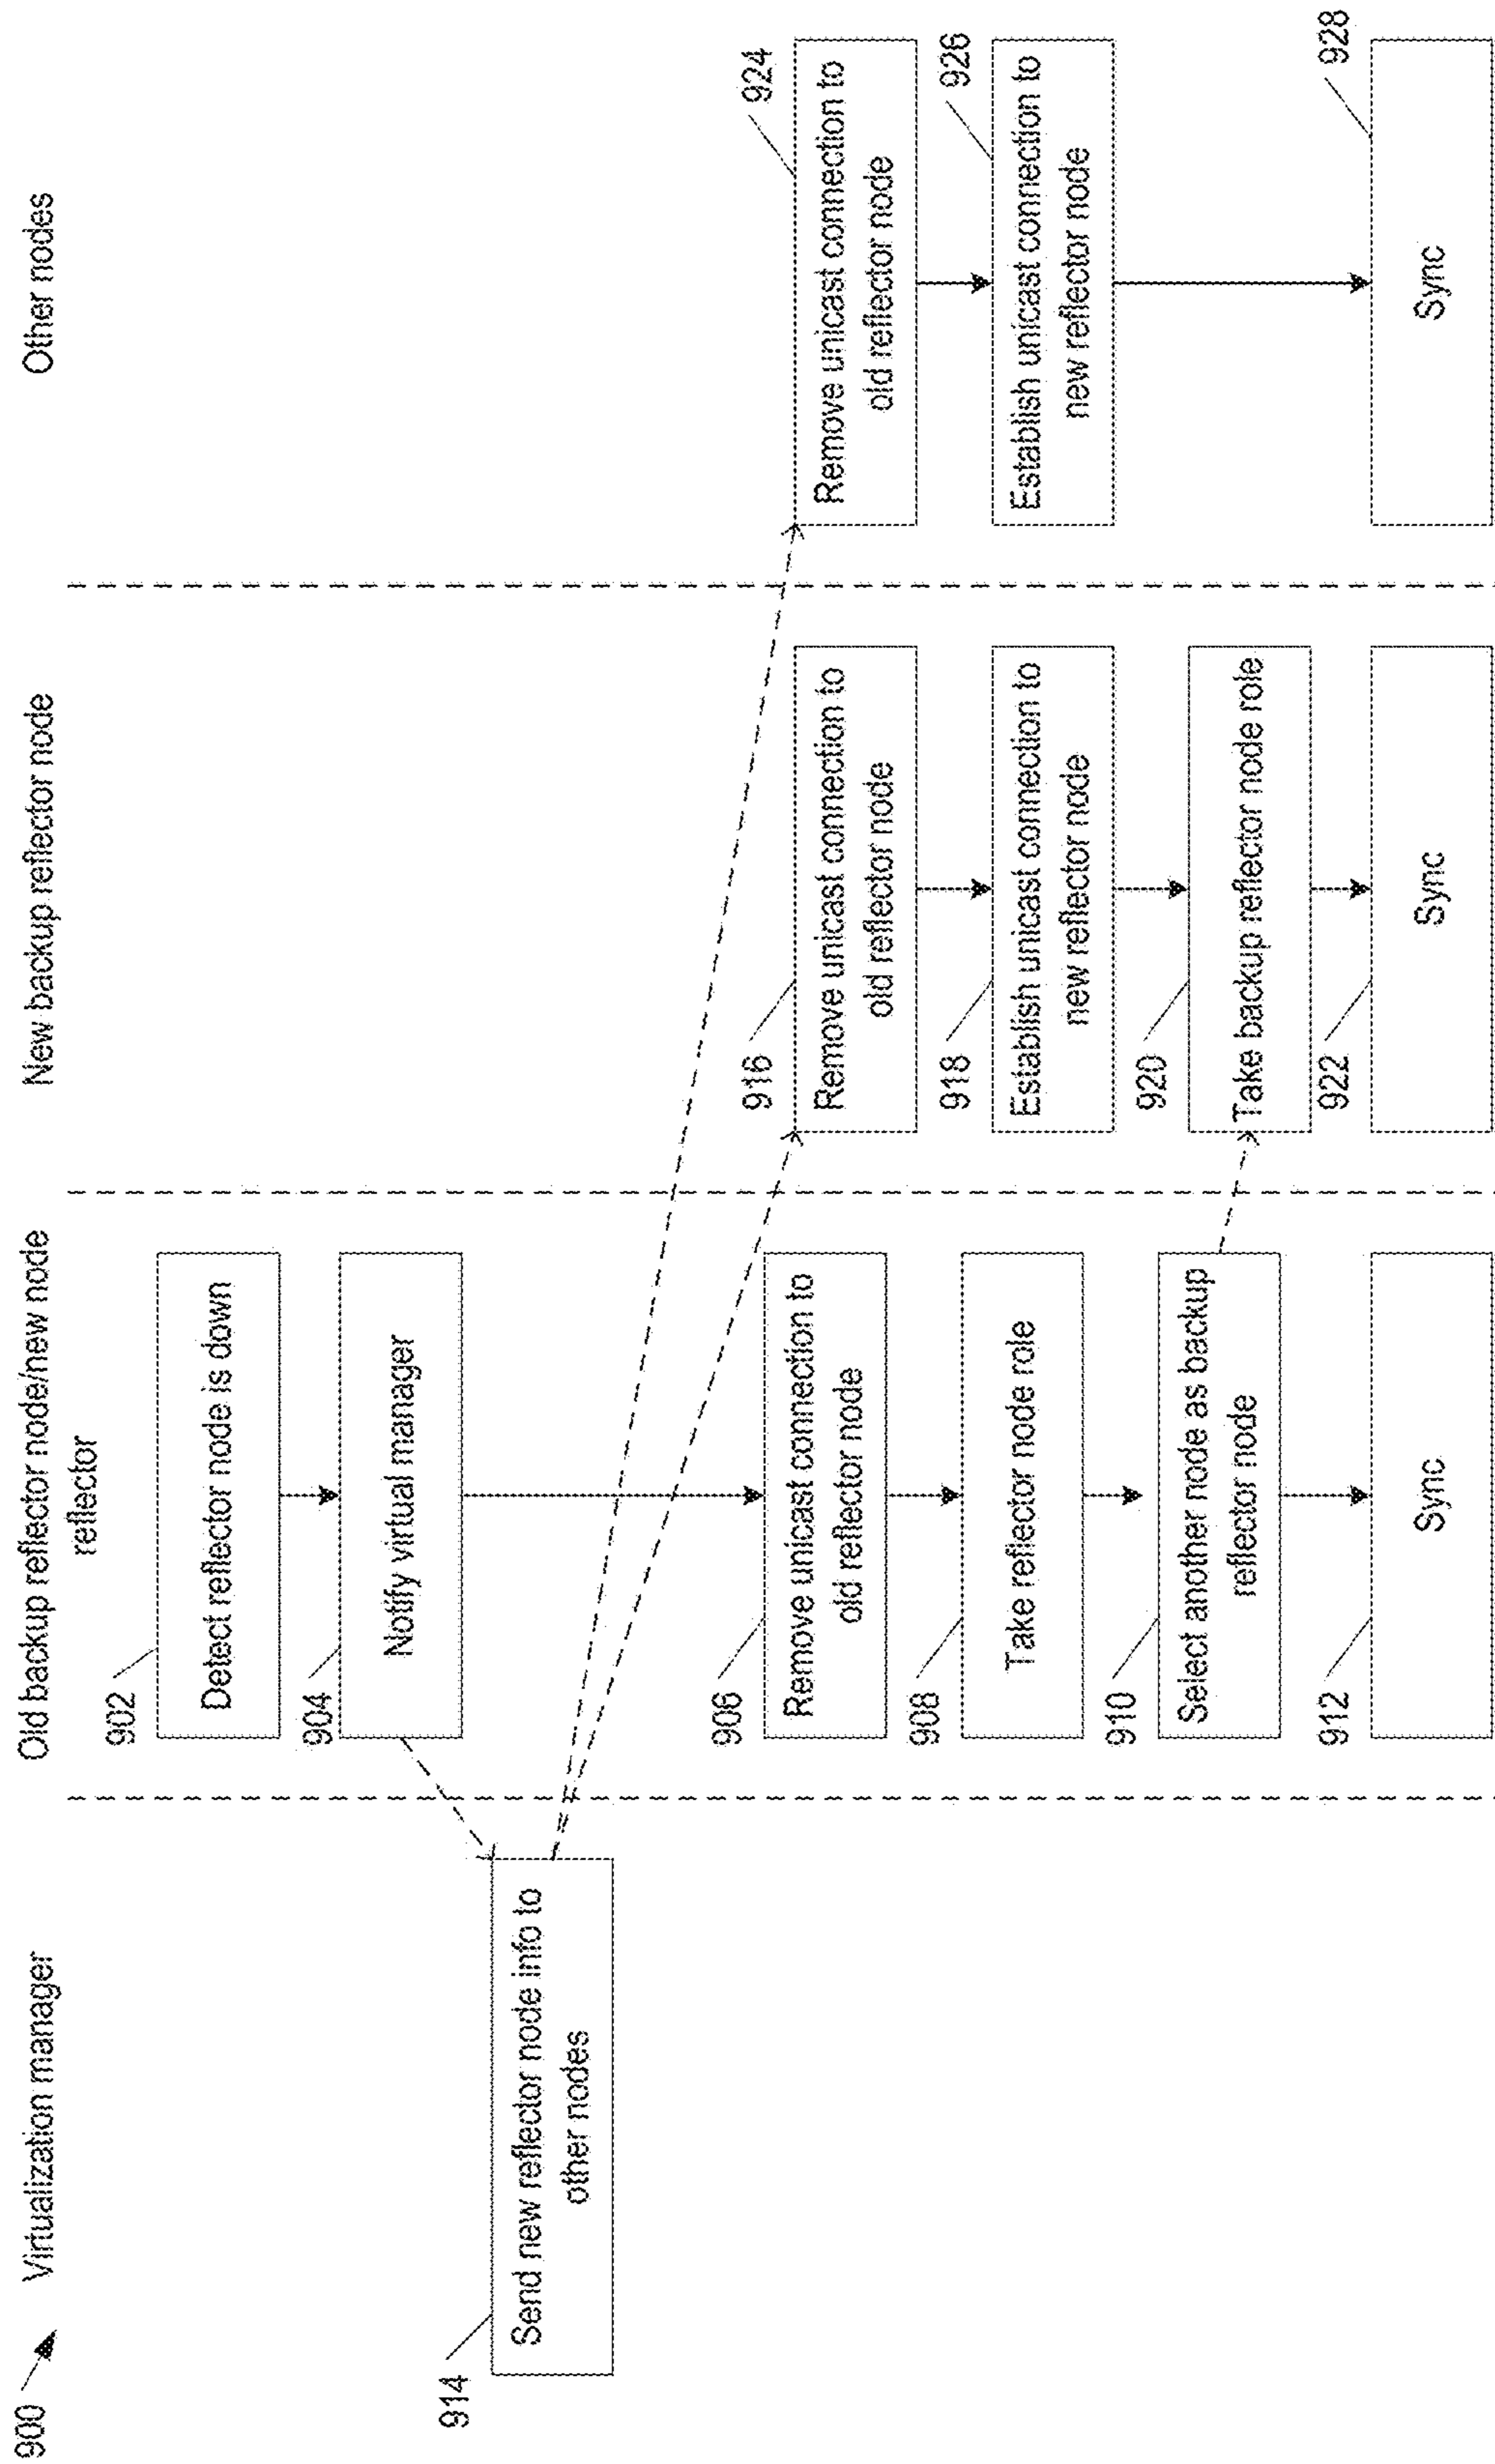 900
Virtualization manager
Old backup reflector node/new node
reflector
New backup reflector node
Other nodes
902
Detect reflector node is down
904
Notify virtual manager
914
Send new reflector node info to
other nodes
906
Remove unicast connection to
old reflector node
908
Take reflector node role
910
Select another node as backup
reflector node
912
Sync
916
Remove unicast connection to
old reflector node
918
Establish unicast connection to
new reflector node
920
Take backup reflector node role
922
Sync
924
Remove unicast connection to
old reflector node
926
Establish unicast connection to
new reflector node
928
Sync